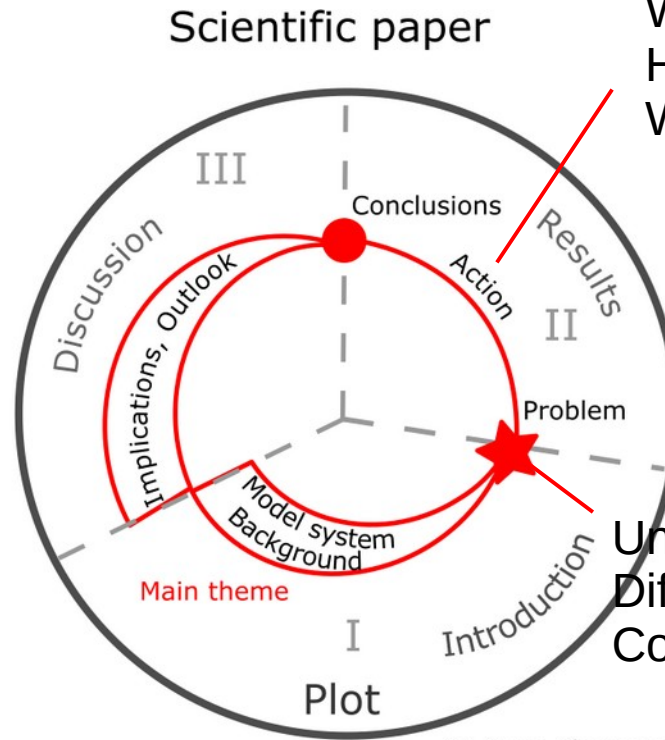 Scientific paper
III
Conclusions
Discussion
Implications, Outlook
Action
Results
II
Problem
Model system
Background
Main theme
I
Introduction
Plot